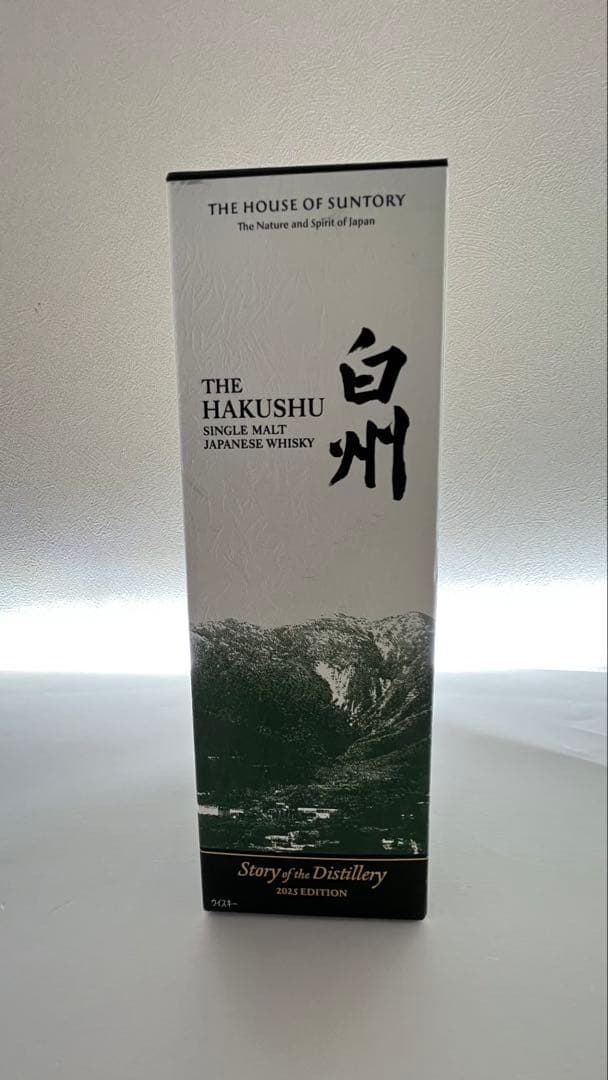 THE HOUSE OF SUNTORY
The Nature and Spirit of Japan
THE
HAKUSHU
SINGLE MALT
JAPANESE WHISKY
白州
Story of the Distillery
2025 EDITION
ウイスキー